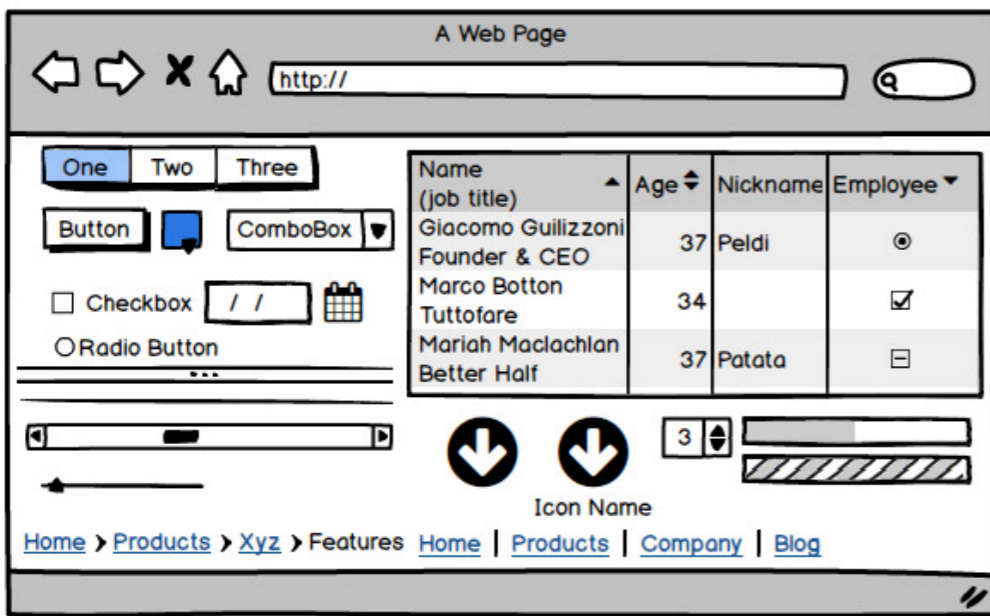 A Web Page
http://
One Two Three
Button ComboBox
Checkbox / /
Radio Button
Name
(job title) Age Nickname Employee
Giacomo Guilizzoni
Founder & CEO 37 Peldi
Marco Botton
Tuttofare 34
Mariah Maclachlan
Better Half 37 Patata
3
Icon Name
Home > Products > Xyz > Features
Home | Products | Company | Blog